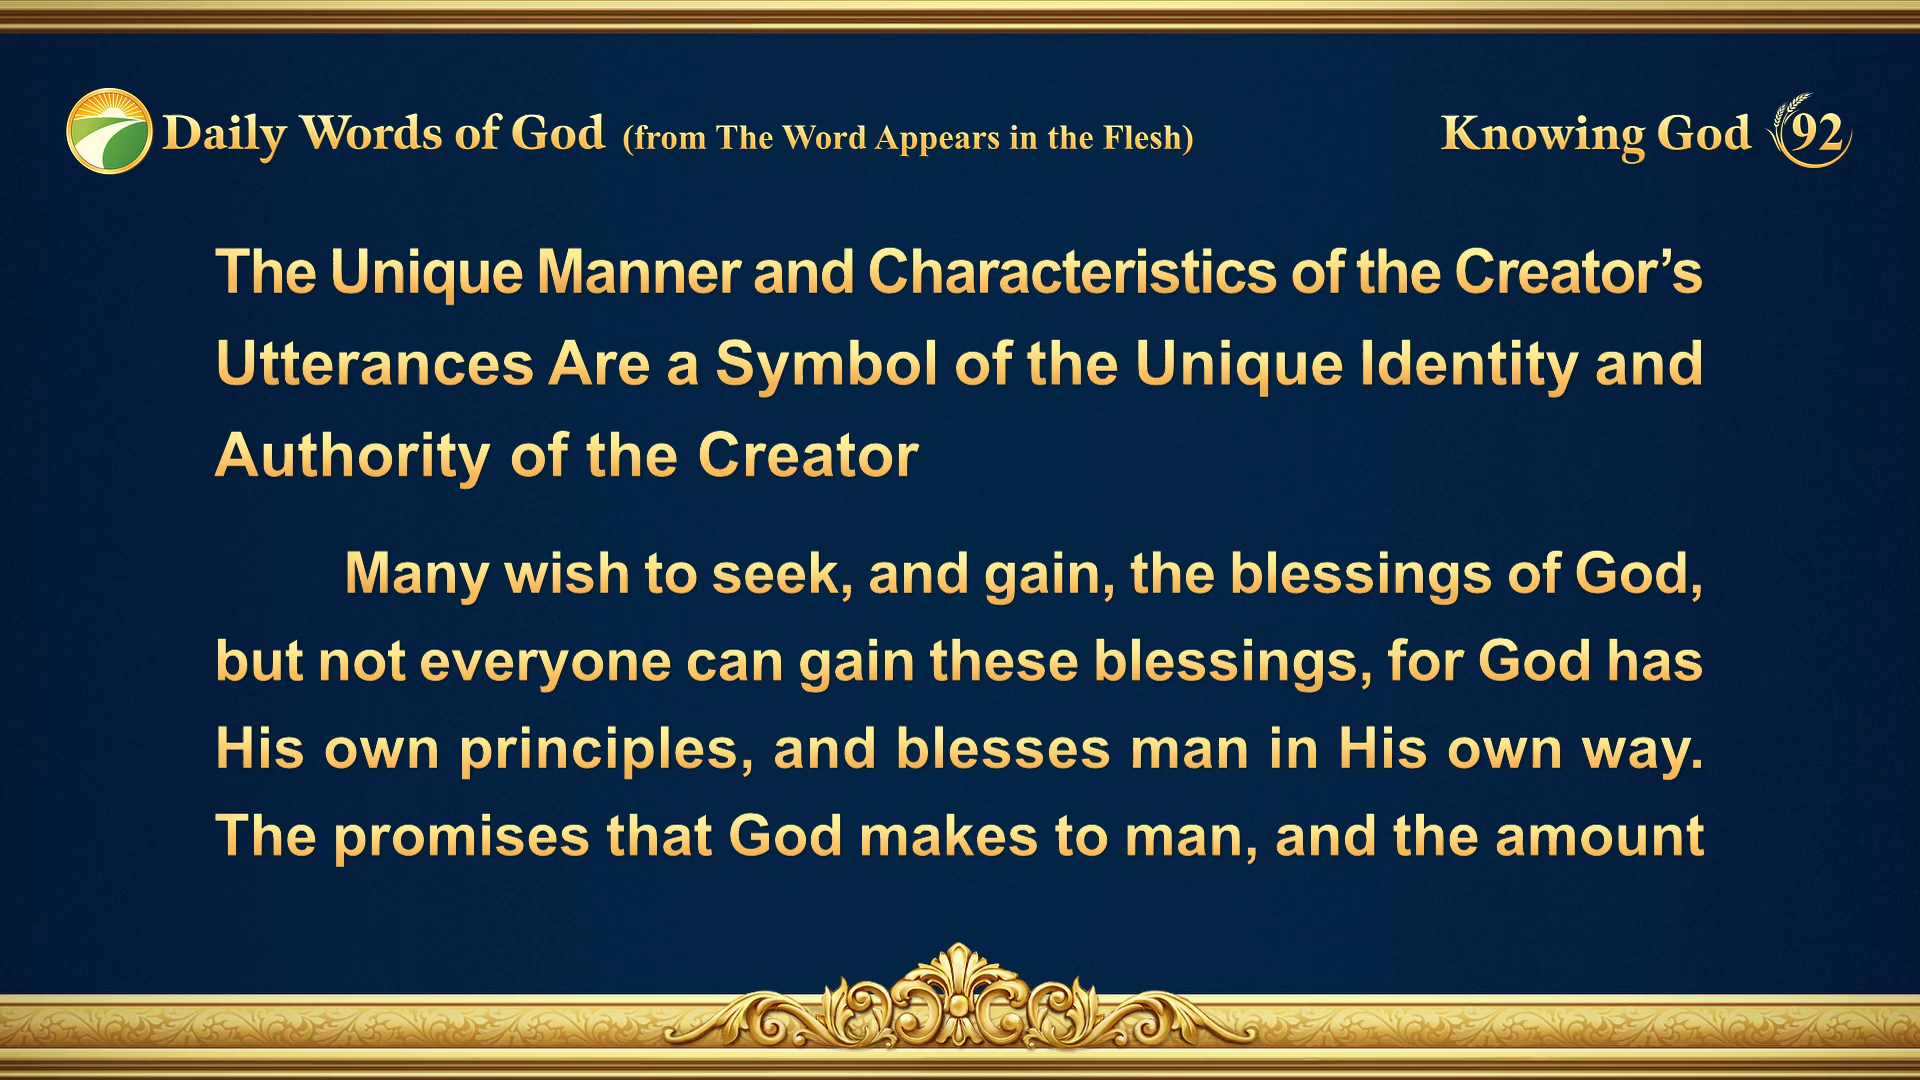 Daily Words of God (from The Word Appears in the Flesh)
Knowing God 92
The Unique Manner and Characteristics of the Creator’s
Utterances Are a Symbol of the Unique Identity and
Authority of the Creator
Many wish to seek, and gain, the blessings of God,
but not everyone can gain these blessings, for God has
His own principles, and blesses man in His own way.
The promises that God makes to man, and the amount